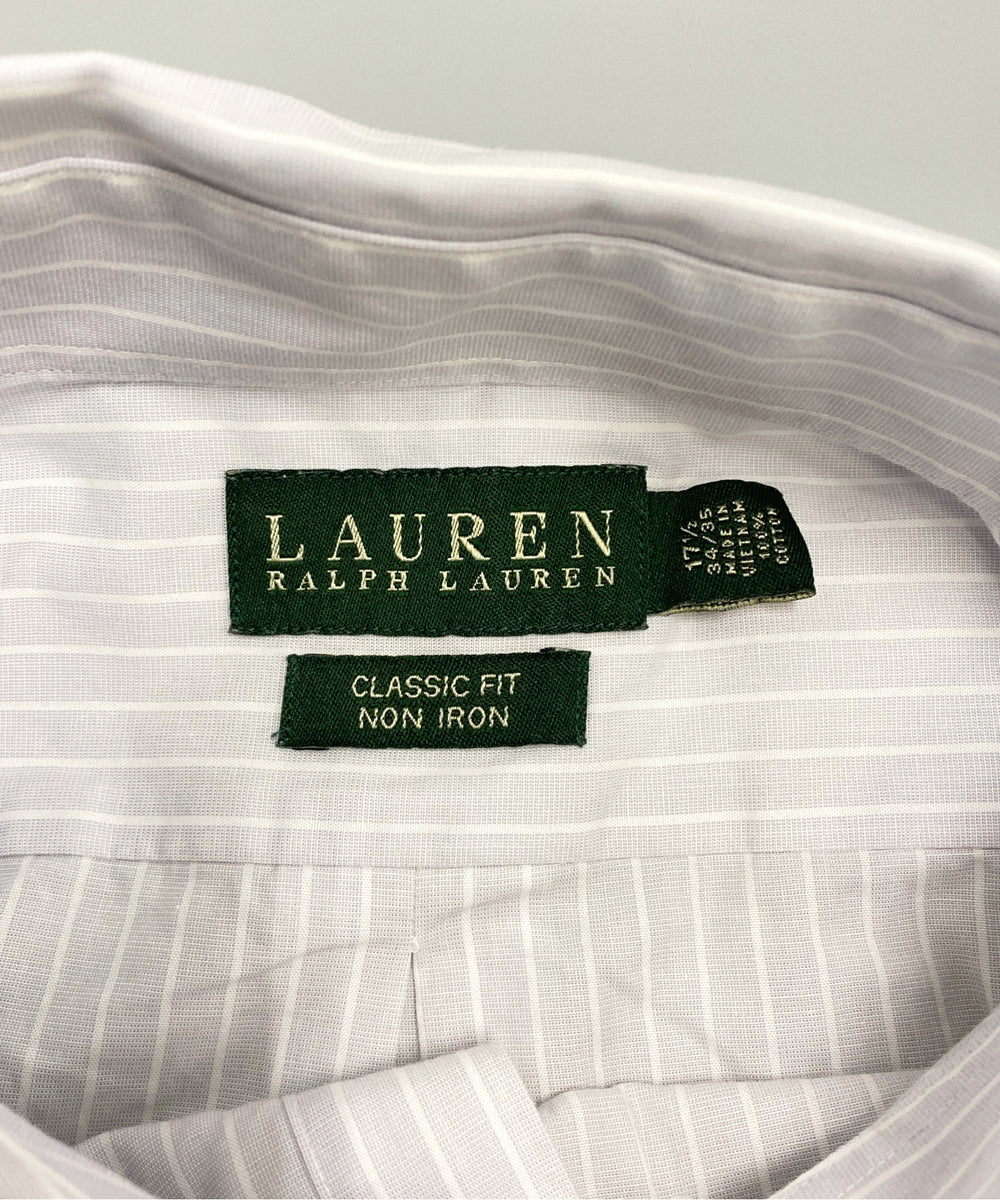 LAUREN
RALPH LAUREN
17½
34/35
MADE IN
VIETNAM
100%
COTTON
CLASSIC FIT
NON IRON